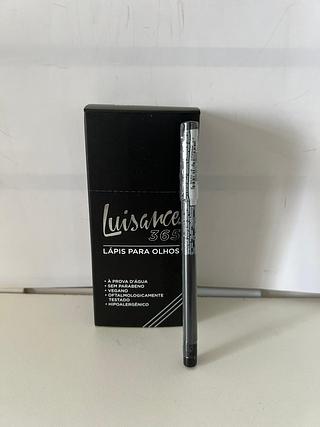 Luisance
365
LÁPIS PARA OLHOS
• À PROVA D'ÁGUA
• SEM PARABENO
• VEGANO
• OFTALMOLOGICAMENTE
TESTADO
• HIPOALERGÊNICO